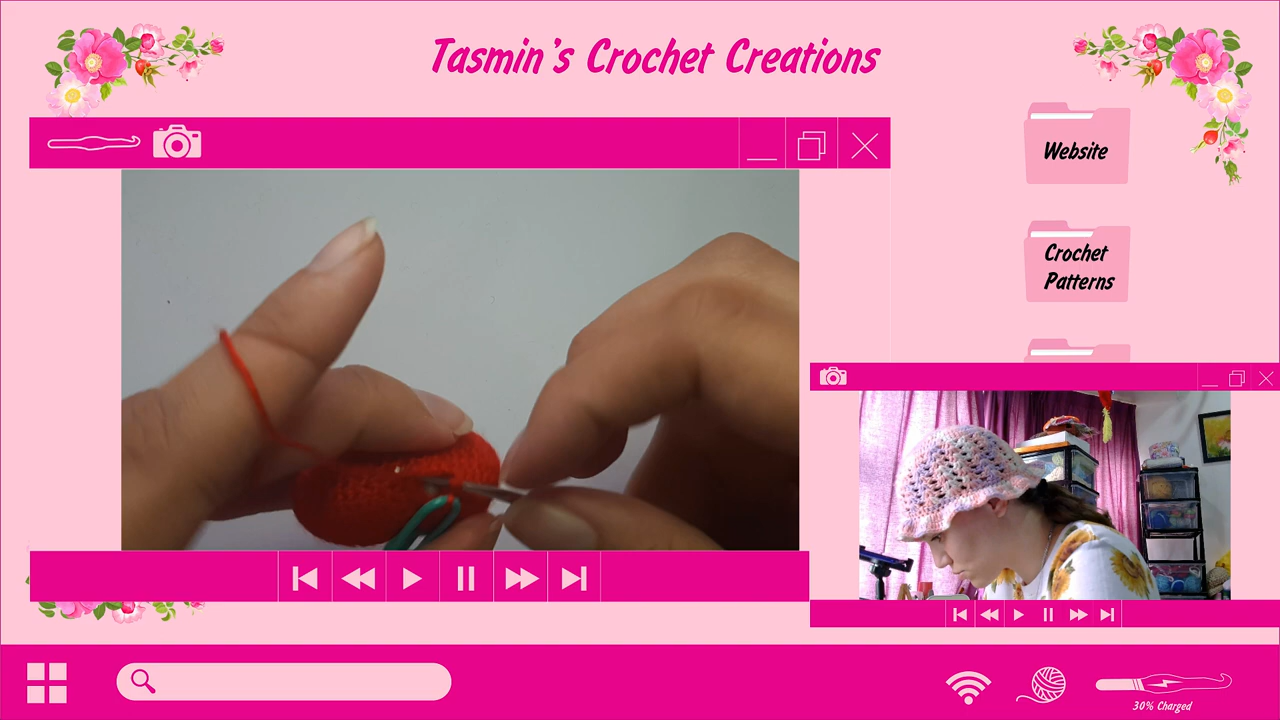 Tasmin's Crochet Creations
Website
Crochet
Patterns
30% Charged